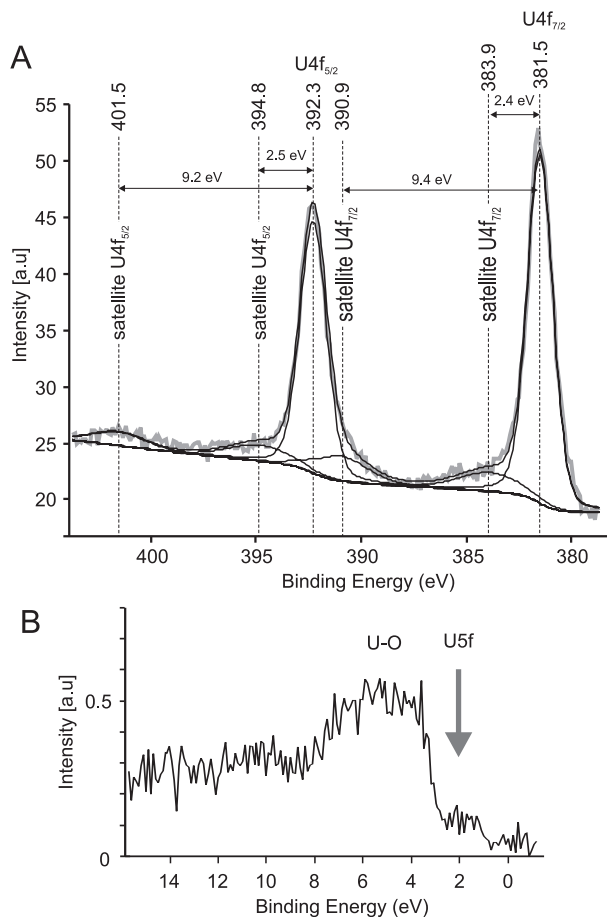 A
U4f5/2
U4f7/2
401.5
394.8
392.3
390.9
383.9
381.5
2.4 eV
2.5 eV
9.2 eV
9.4 eV
satellite U4f5/2
satellite U4f5/2
satellite U4f7/2
satellite U4f7/2
Intensity [a.u]
55
50
45
40
35
30
25
20
400 395 390 385 380
Binding Energy (eV)
B
U-O U5f
Intensity [a.u]
0.5
0
14 12 10 8 6 4 2 0
Binding Energy (eV)